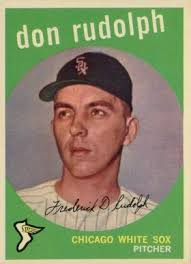 don rudolph
SOX
Frederick D. Rudolph
CHICAGO WHITE SOX
PITCHER